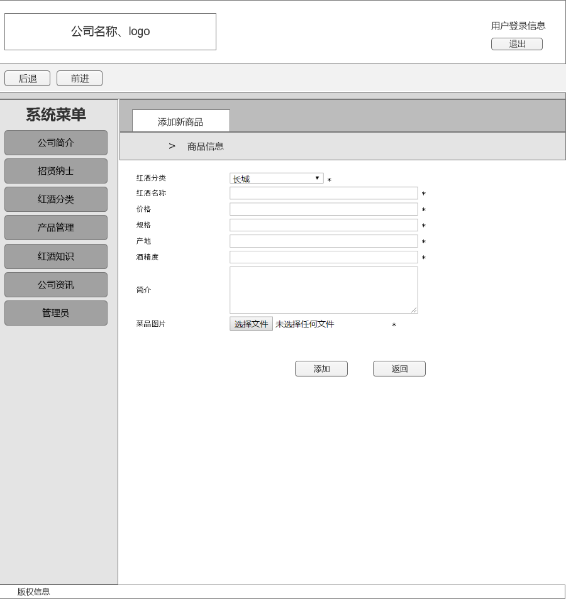 公司名称、logo
用户登录信息
退出
后退
前进
系统菜单
公司简介
招贤纳士
红酒分类
产品管理
红酒知识
公司资讯
管理员
添加新商品
> 商品信息
红酒分类 长城 *
红酒名称 *
价格 *
规格 *
产地 *
酒精度 *
简介
菜品图片 选择文件 未选择任何文件 *
添加
返回
版权信息